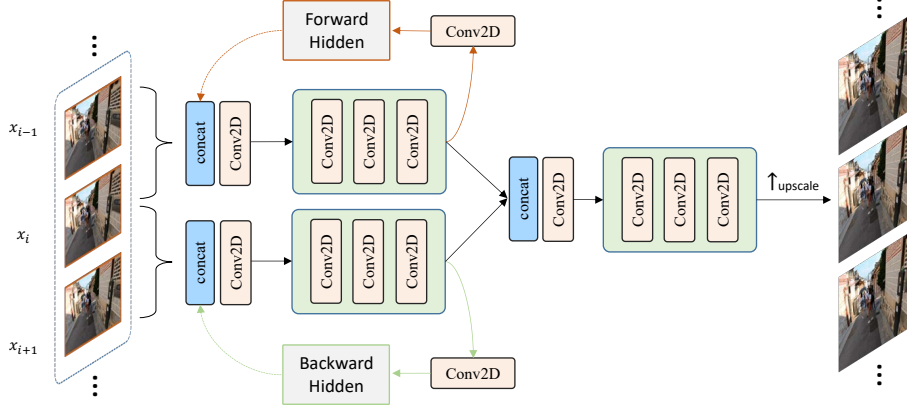 Forward
Hidden
Conv2D
x_{i-1}
concat
Conv2D
Conv2D
Conv2D
Conv2D
x_i
concat
Conv2D
Conv2D
Conv2D
Conv2D
concat
Conv2D
Conv2D
Conv2D
Conv2D
↑upscale
x_{i+1}
Backward
Hidden
Conv2D